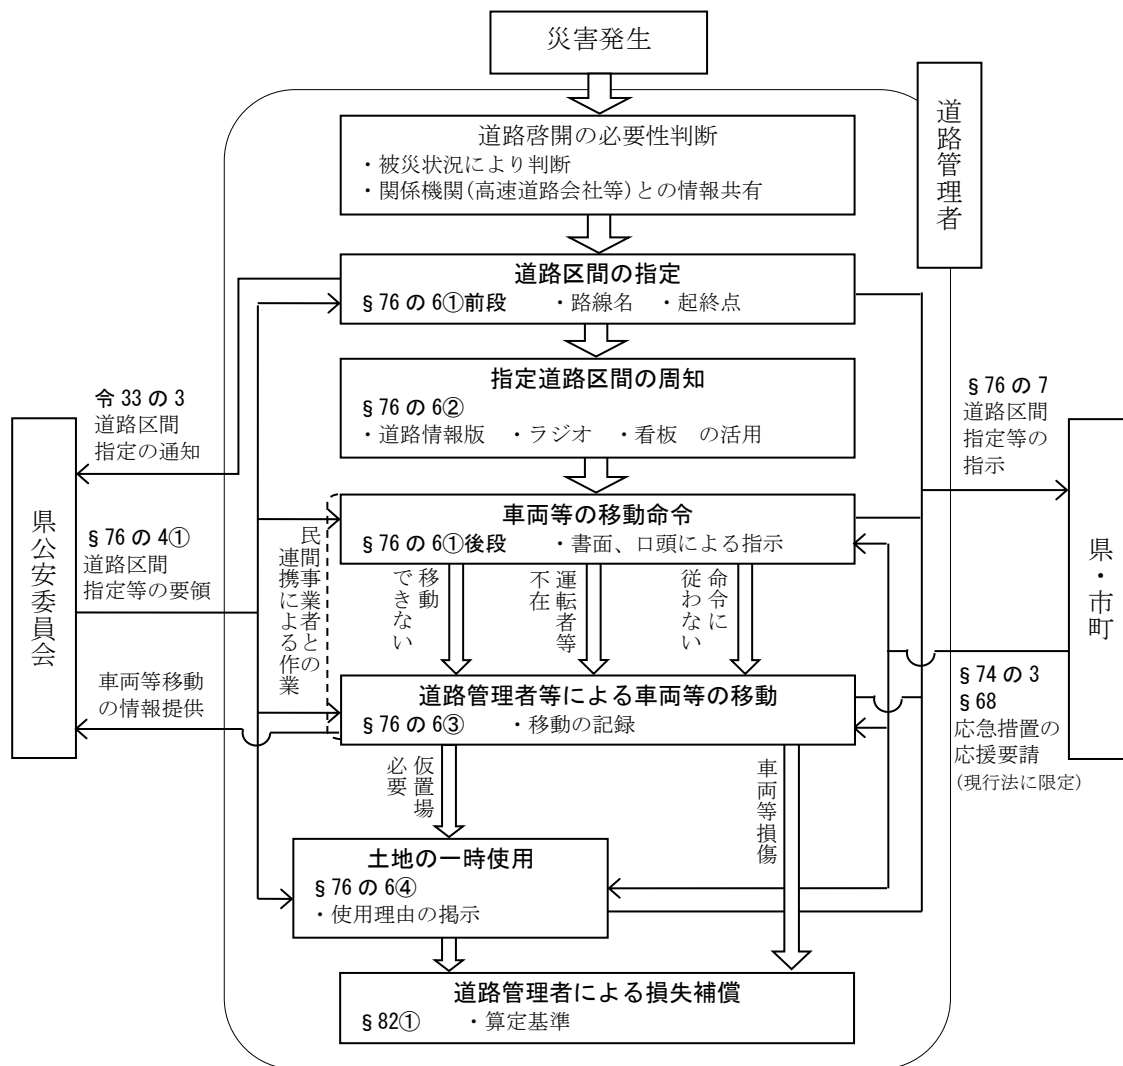 災害発生
道路管理者
道路啓開の必要性判断
・被災状況により判断
・関係機関(高速道路会社等)との情報共有
道路区間の指定
§76の6①前段 ・路線名 ・起終点
指定道路区間の周知
§76の6②
・道路情報版 ・ラジオ ・看板 の活用
令33の3
道路区間
指定の通知
§76の7
道路区間
指定等の
指示
県公安委員会
§76の4①
道路区間
指定等の要領
民間事業者との
連携による作業
車両等の移動命令
§76の6①後段 ・書面、口頭による指示
移動
できない
運転者等
不在
命令に
従わない
県・市町
車両等移動
の情報提供
道路管理者等による車両等の移動
§76の6③ ・移動の記録
§74の3
§68
応急措置の
応援要請
(現行法に限定)
仮置場
必要
車両等損傷
土地の一時使用
§76の6④
・使用理由の掲示
道路管理者による損失補償
§82① ・算定基準